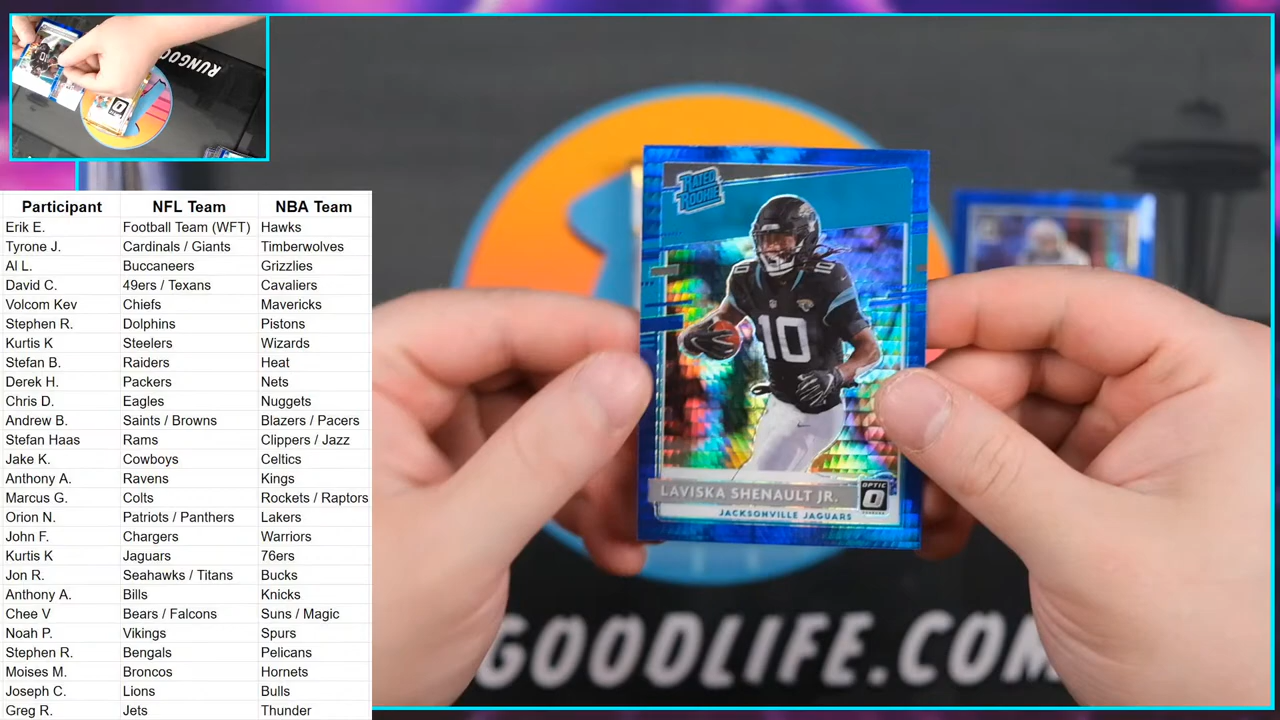 RUNGOO
Participant NFL Team NBA Team
Erik E. Football Team (WFT) Hawks
Tyrone J. Cardinals / Giants Timberwolves
Al L. Buccaneers Grizzlies
David C. 49ers / Texans Cavaliers
Volcom Kev Chiefs Mavericks
Stephen R. Dolphins Pistons
Kurtis K Steelers Wizards
Stefan B. Raiders Heat
Derek H. Packers Nets
Chris D. Eagles Nuggets
Andrew B. Saints / Browns Blazers / Pacers
Stefan Haas Rams Clippers / Jazz
Jake K. Cowboys Celtics
Anthony A. Ravens Kings
Marcus G. Colts Rockets / Raptors
Orion N. Patriots / Panthers Lakers
John F. Chargers Warriors
Kurtis K Jaguars 76ers
Jon R. Seahawks / Titans Bucks
Anthony A. Bills Knicks
Chee V Bears / Falcons Suns / Magic
Noah P. Vikings Spurs
Stephen R. Bengals Pelicans
Moises M. Broncos Hornets
Joseph C. Lions Bulls
Greg R. Jets Thunder
RATED
ROOKIE
10
10
10
LAVISKA SHENAULT JR.
OPTIC
JACKSONVILLE JAGUARS
GOODLIFE.COM